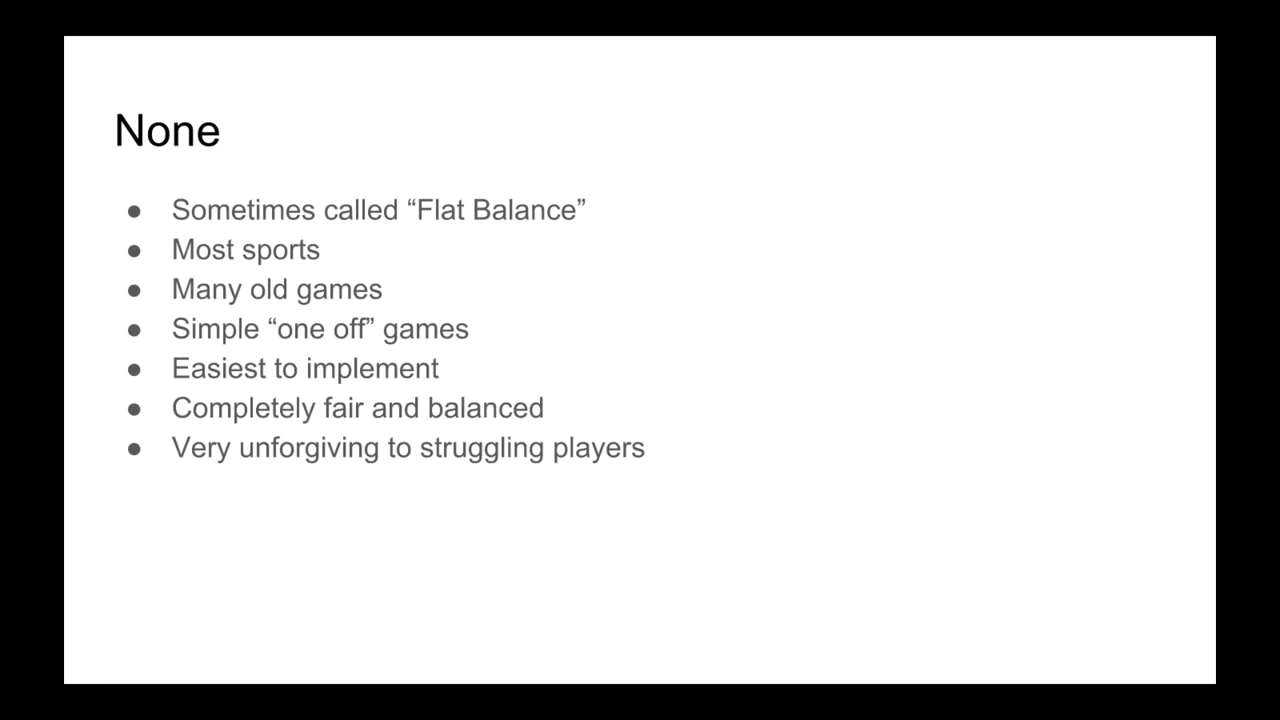 None
● Sometimes called “Flat Balance”
● Most sports
● Many old games
● Simple “one off” games
● Easiest to implement
● Completely fair and balanced
● Very unforgiving to struggling players